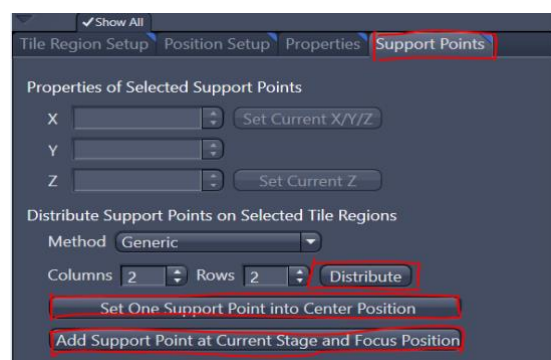 ✓Show All
Tile Region Setup Position Setup Properties Support Points
Properties of Selected Support Points
X Set Current X/Y/Z
Y
Z Set Current Z
Distribute Support Points on Selected Tile Regions
Method Generic
Columns 2 Rows 2 Distribute
Set One Support Point into Center Position
Add Support Point at Current Stage and Focus Position